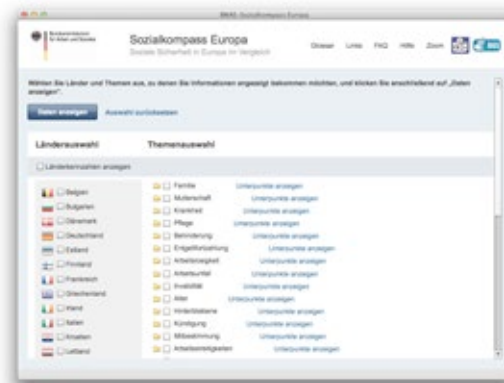 BMAS Sozialkompass Europa
Bundesministerium
für Arbeit und Soziales
Sozialkompass Europa
Soziale Sicherheit in Europa im Vergleich
Glossar Links FAQ Hilfe Zoom
Wählen Sie Länder und Themen aus, zu denen Sie Informationen angezeigt bekommen möchten, und klicken Sie anschließend auf „Daten
anzeigen".
Daten anzeigen Auswahl zurücksetzen
Länderauswahl Themenauswahl
Länderkennzahlen anzeigen
Belgien Familie Unterpunkte anzeigen
Bulgarien Mutterschaft Unterpunkte anzeigen
Dänemark Krankheit Unterpunkte anzeigen
Deutschland Pflege Unterpunkte anzeigen
Estland Behinderung Unterpunkte anzeigen
Finnland Entgeltfortzahlung Unterpunkte anzeigen
Frankreich Arbeitslosigkeit Unterpunkte anzeigen
Griechenland Arbeitsunfall Unterpunkte anzeigen
Irland Invalidität Unterpunkte anzeigen
Italien Alter Unterpunkte anzeigen
Kroatien Hinterbliebene Unterpunkte anzeigen
Lettland Kündigung Unterpunkte anzeigen
Mitbestimmung Unterpunkte anzeigen
Arbeitsstreitigkeiten Unterpunkte anzeigen